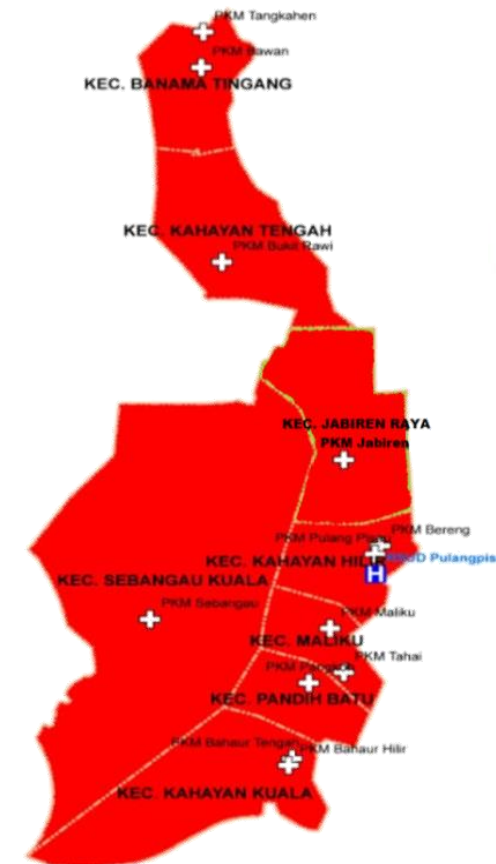 PKM Tangkahen
PKM Bawan
KEC. BANAMA TINGANG
KEC. KAHAYAN TENGAH
PKM Bukit Rawi
KEC. JABIREN RAYA
PKM Jabiren
PKM Bereng
PKM Pulang Pisau
KEC. KAHAYAN HILIR
RSUD Pulangpis
H
KEC. SEBANGAU KUALA
PKM Sebangau
PKM Maliku
KEC. MALIKU
PKM Tahai
PKM Pangkoh
KEC. PANDIH BATU
PKM Bahaur Tengah
PKM Bahaur Hilir
KEC. KAHAYAN KUALA